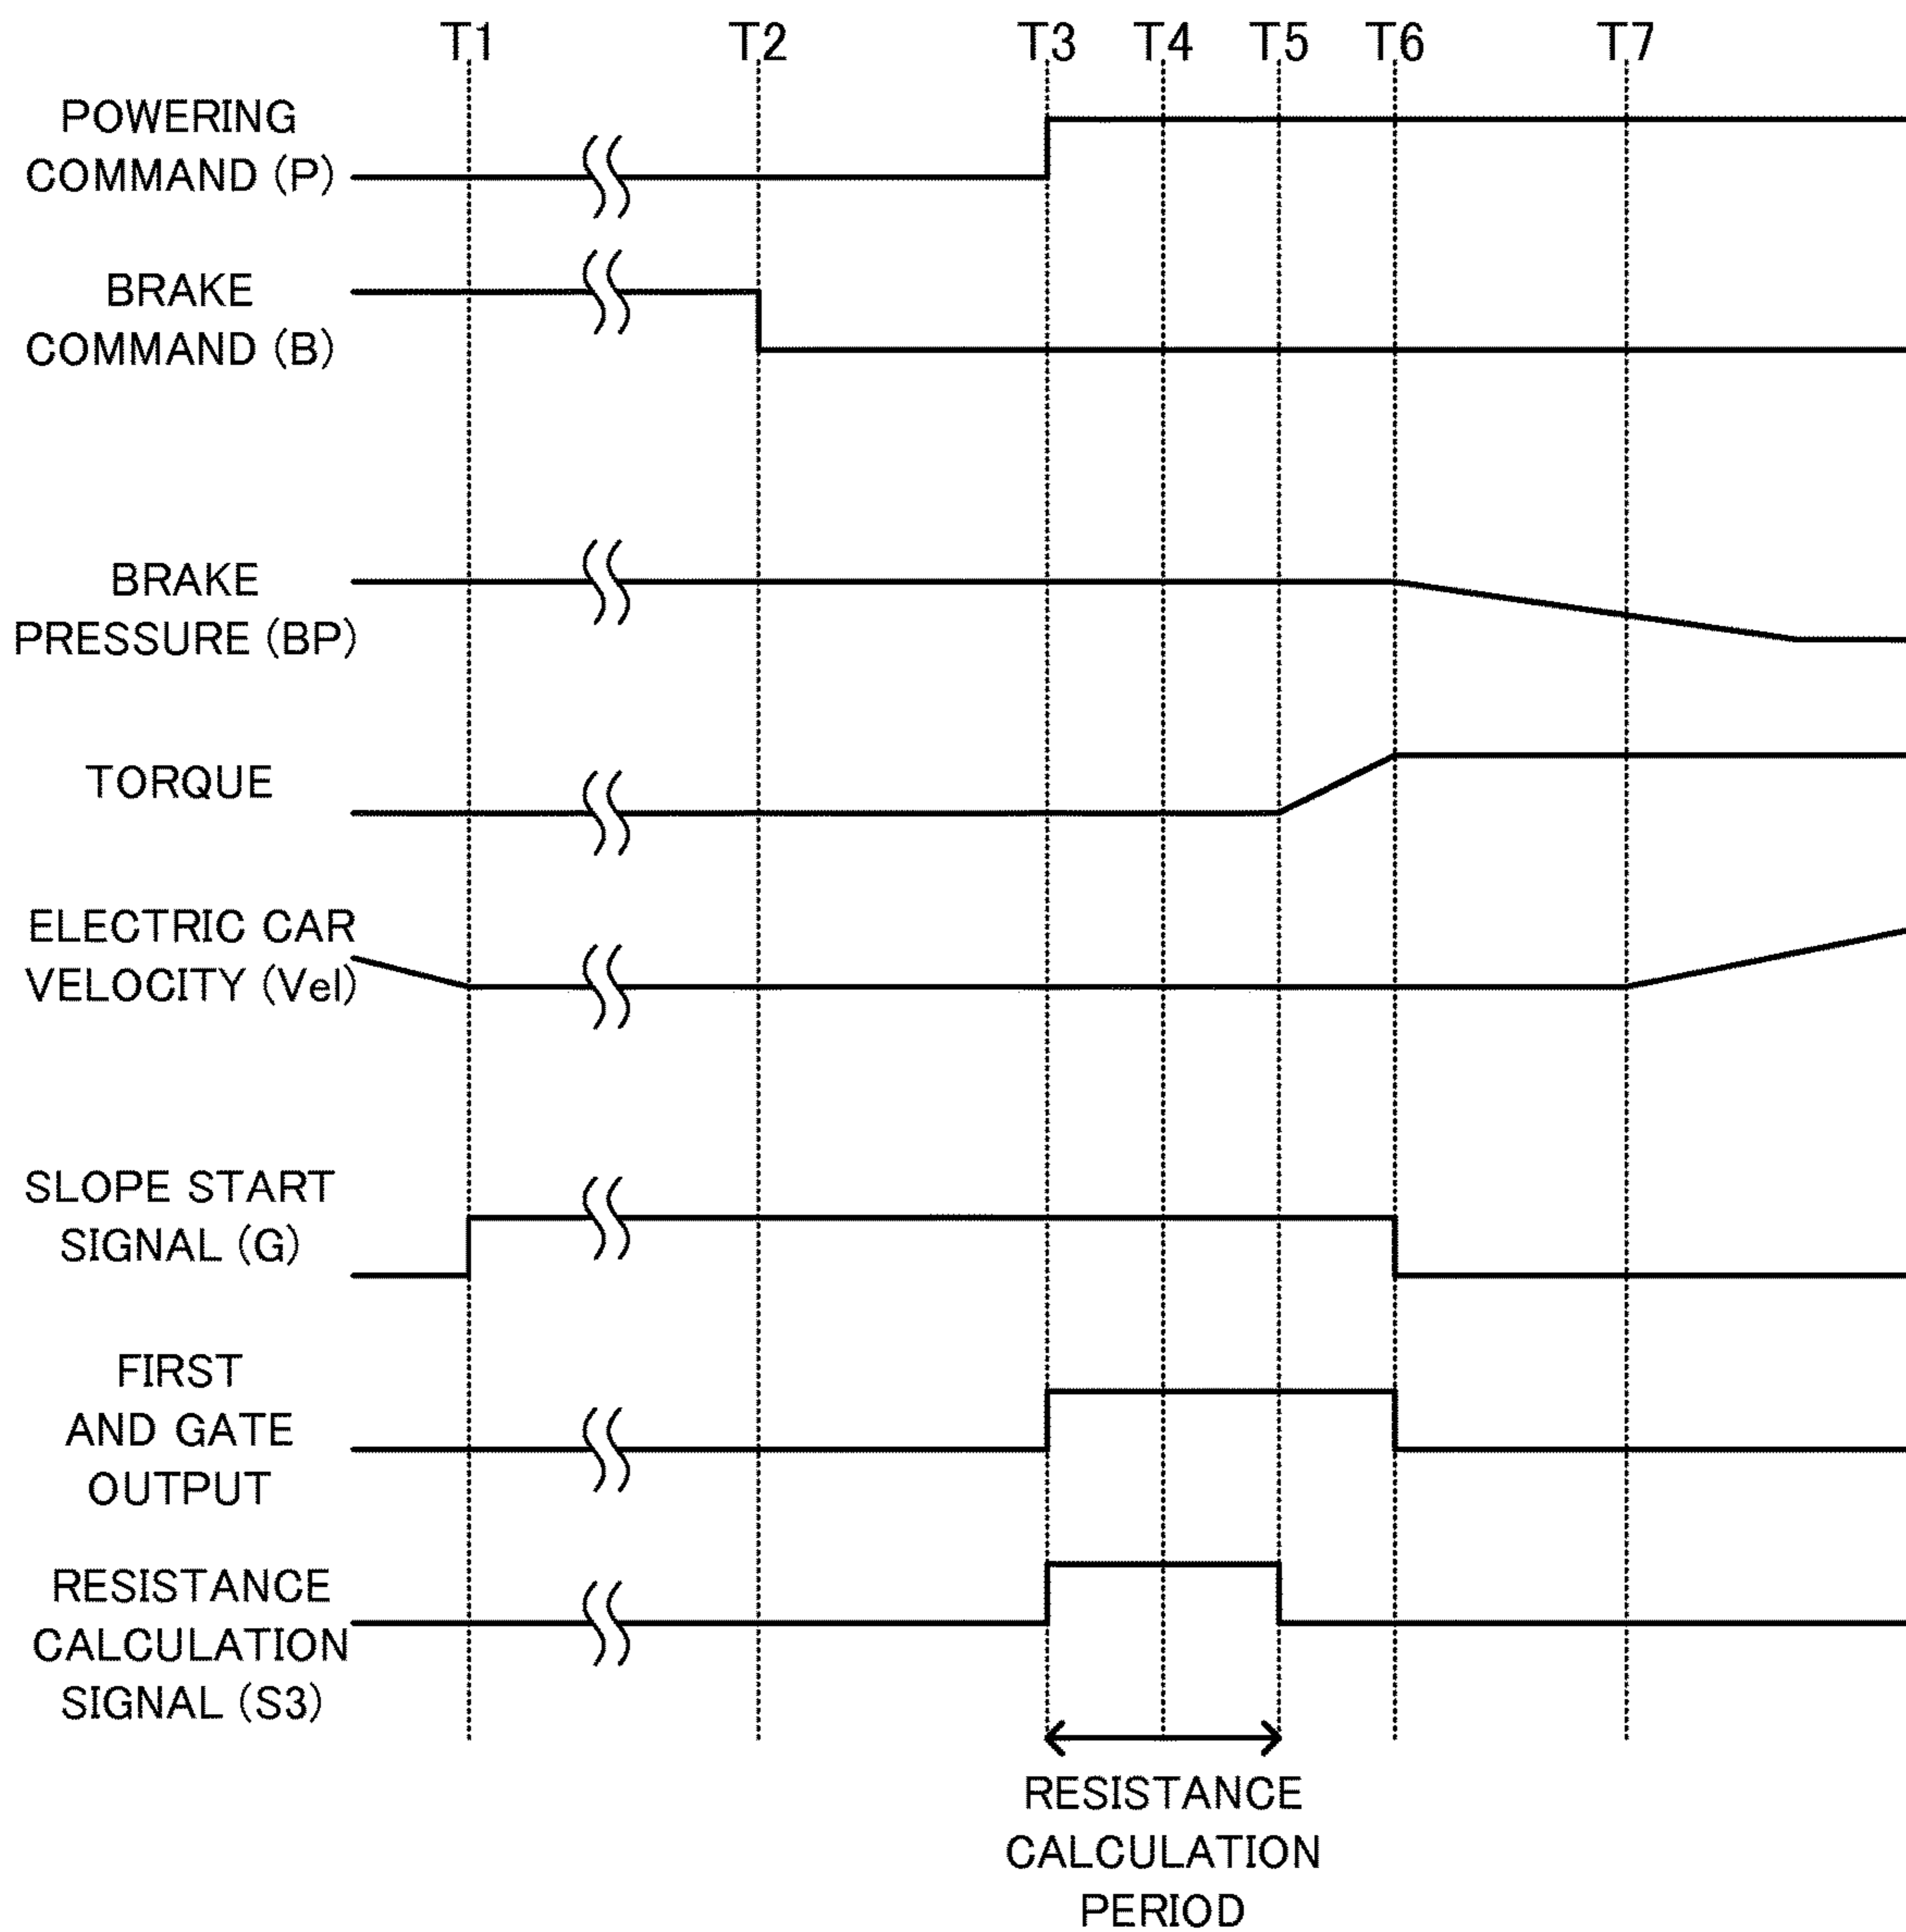 T1 T2 T3 T4 T5 T6 T7
POWERING
COMMAND (P)
BRAKE
COMMAND (B)
BRAKE
PRESSURE (BP)
TORQUE
ELECTRIC CAR
VELOCITY (Vel)
SLOPE START
SIGNAL (G)
FIRST
AND GATE
OUTPUT
RESISTANCE
CALCULATION
SIGNAL (S3)
RESISTANCE
CALCULATION
PERIOD